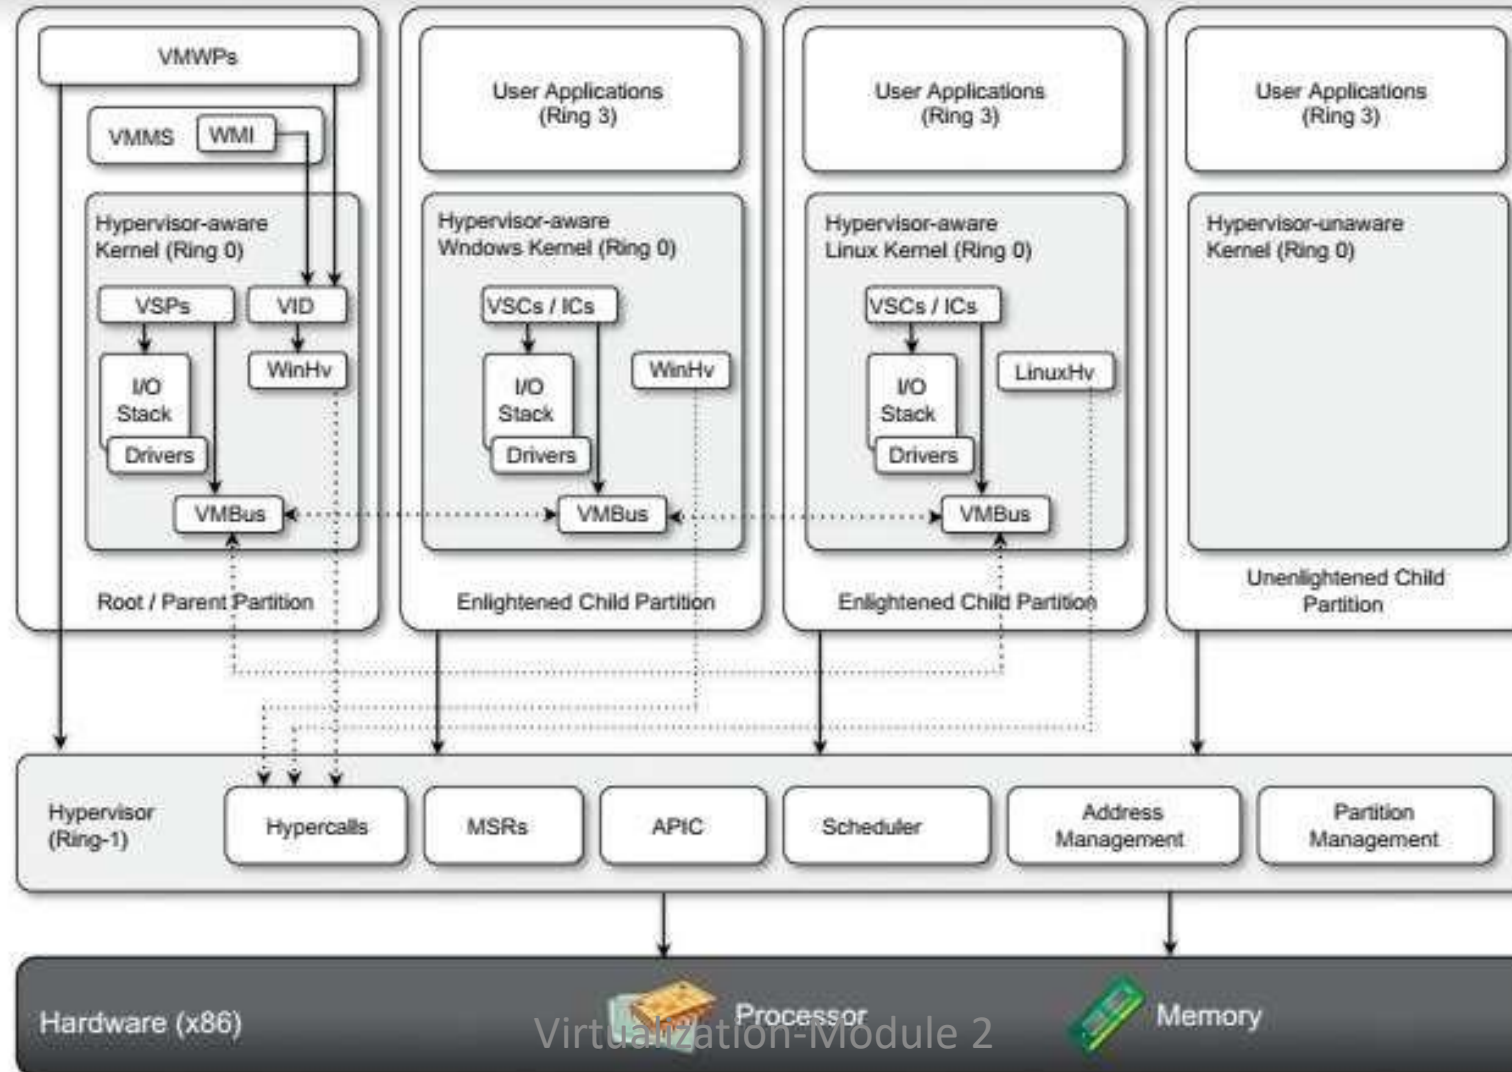 VMWPs
VMMS
WMI
Hypervisor-aware
Kernel (Ring 0)
VSPs
VID
WinHv
I/O
Stack
Drivers
VMBus
Root / Parent Partition
User Applications
(Ring 3)
Hypervisor-aware
Wndows Kernel (Ring 0)
VSCs / ICs
I/O
Stack
WinHv
Drivers
VMBus
Enlightened Child Partition
User Applications
(Ring 3)
Hypervisor-aware
Linux Kernel (Ring 0)
VSCs / ICs
I/O
Stack
LinuxHv
Drivers
VMBus
Enlightened Child Partition
User Applications
(Ring 3)
Hypervisor-unaware
Kernel (Ring 0)
Unenlightened Child
Partition
Hypervisor
(Ring-1)
Hypercalls
MSRs
APIC
Scheduler
Address
Management
Partition
Management
Hardware (x86)
Processor
Memory
Virtualization-Module 2